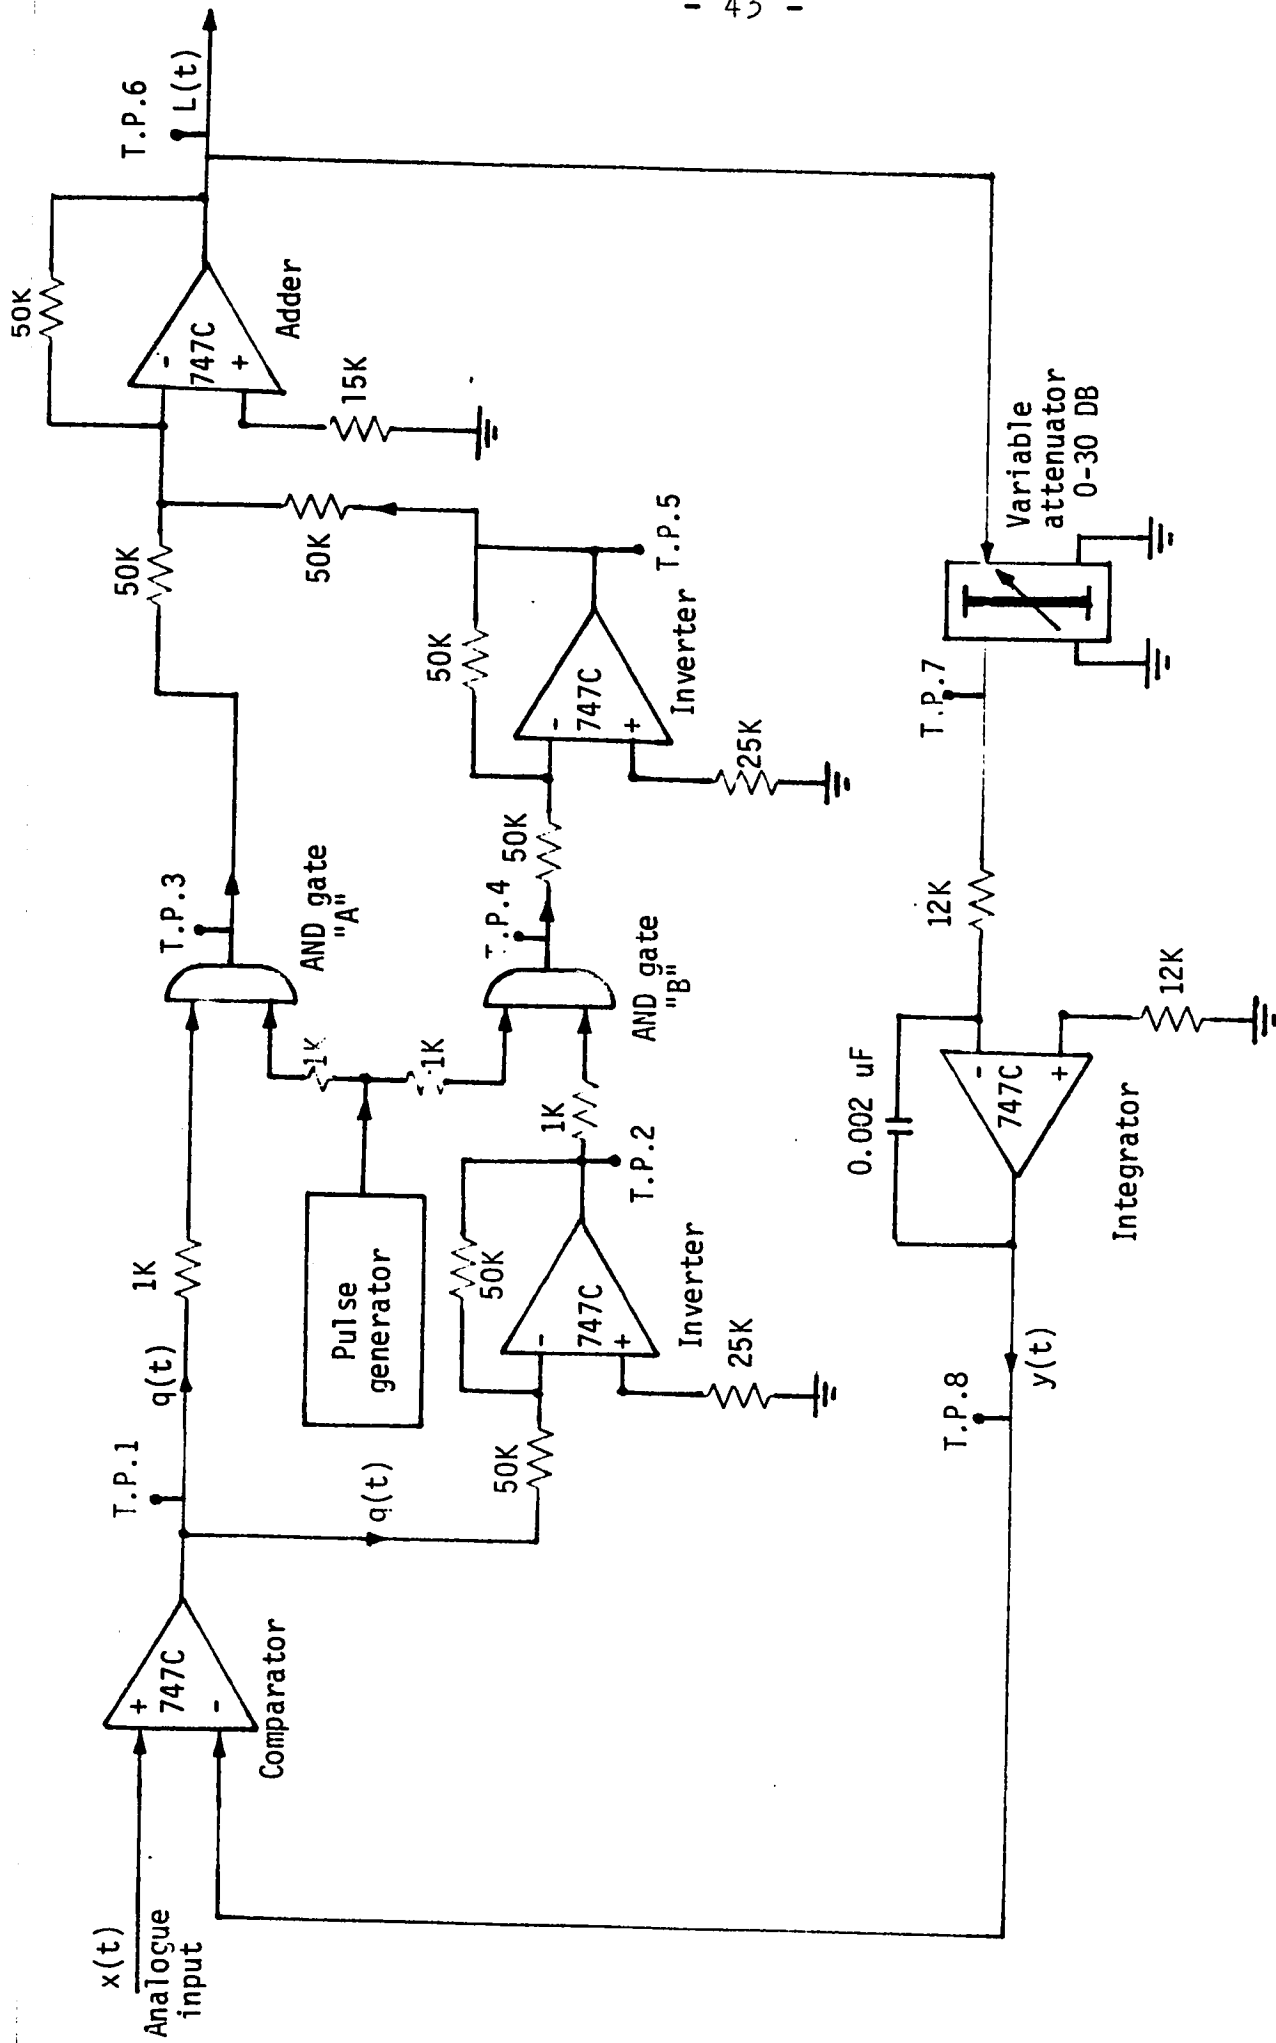 - 45 -
x(t)
Analogue
input
+
747C
-
Comparator
T.P.1
q(t)
1K
q(t)
50K
-
747C
+
50K
Inverter
25K
T.P.2
1K
Pulse
generator
1K
1K
AND gate
"A"
T.P.3
AND gate
"B"
T.P.4
50K
-
747C
+
50K
Inverter
25K
T.P.5
50K
50K
-
747C
+
50K
Adder
15K
T.P.6
L(t)
Variable
attenuator
0-30 DB
T.P.7
12K
-
747C
+
0.002 uF
12K
Integrator
y(t)
T.P.8